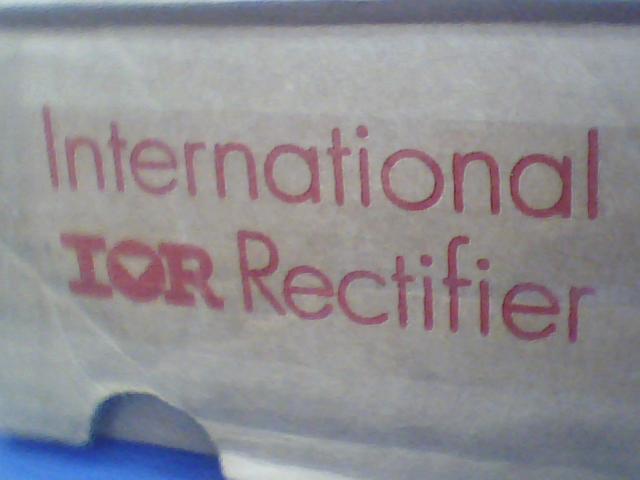 International
IOR Rectifier